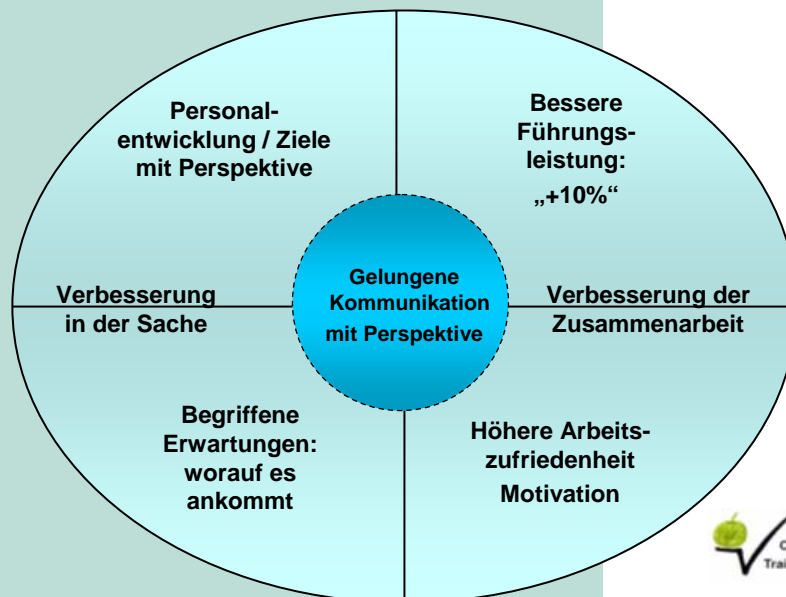 Personal-
entwicklung / Ziele
mit Perspektive
Bessere
Führungs-
leistung:
„+10%“
Verbesserung
in der Sache
Gelungene
Kommunikation
mit Perspektive
Verbesserung der
Zusammenarbeit
Begriffene
Erwartungen:
worauf es
ankommt
Höhere Arbeits-
zufriedenheit
Motivation